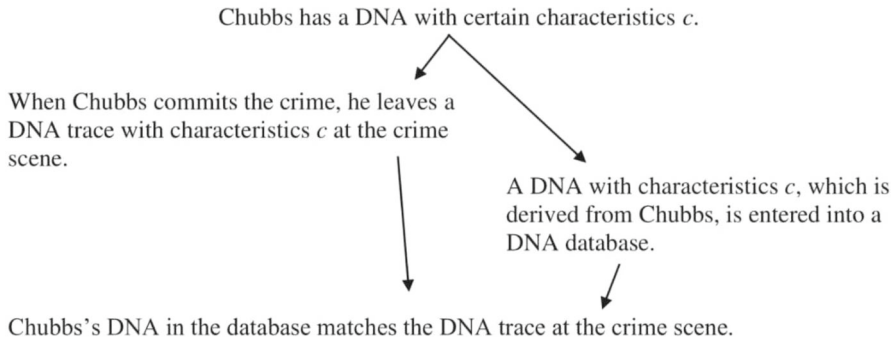 Chubbs has a DNA with certain characteristics c.
When Chubbs commits the crime, he leaves a
DNA trace with characteristics c at the crime
scene.
A DNA with characteristics c, which is
derived from Chubbs, is entered into a
DNA database.
Chubbs's DNA in the database matches the DNA trace at the crime scene.